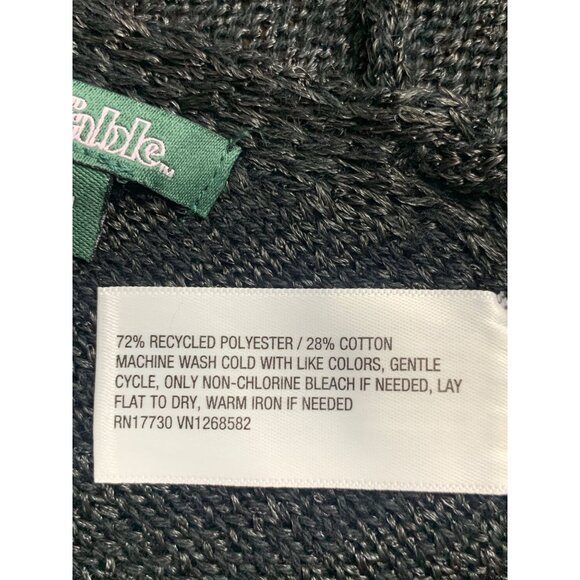 able™
72% RECYCLED POLYESTER / 28% COTTON
MACHINE WASH COLD WITH LIKE COLORS, GENTLE
CYCLE, ONLY NON-CHLORINE BLEACH IF NEEDED, LAY
FLAT TO DRY, WARM IRON IF NEEDED
RN17730 VN1268582